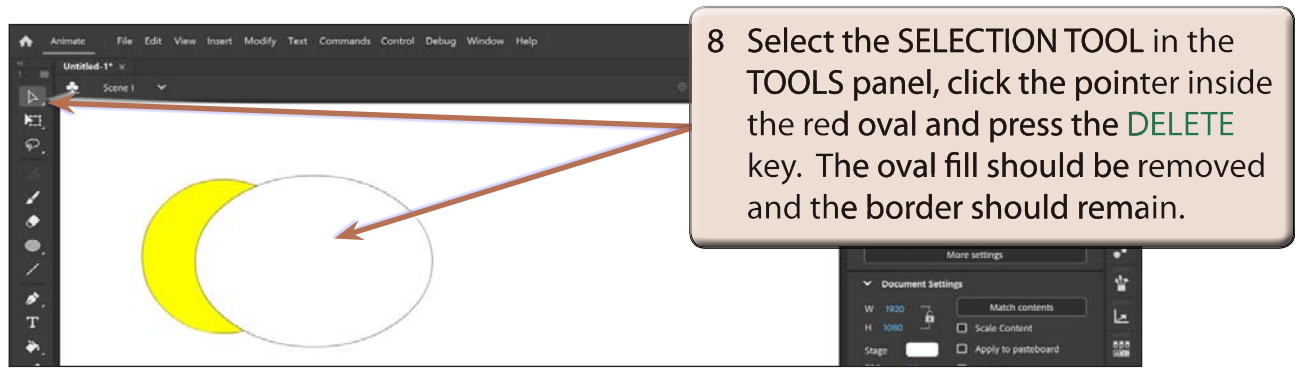 Animate File Edit View Insert Modify Text Commands Control Debug Window Help
Untitled-1* ×
Scene 1
8 Select the SELECTION TOOL in the
TOOLS panel, click the pointer inside
the red oval and press the DELETE
key. The oval fill should be removed
and the border should remain.
T
More settings
Document Settings
W 1920 Match contents
H 1080 Scale Content
Stage Apply to pasteboard